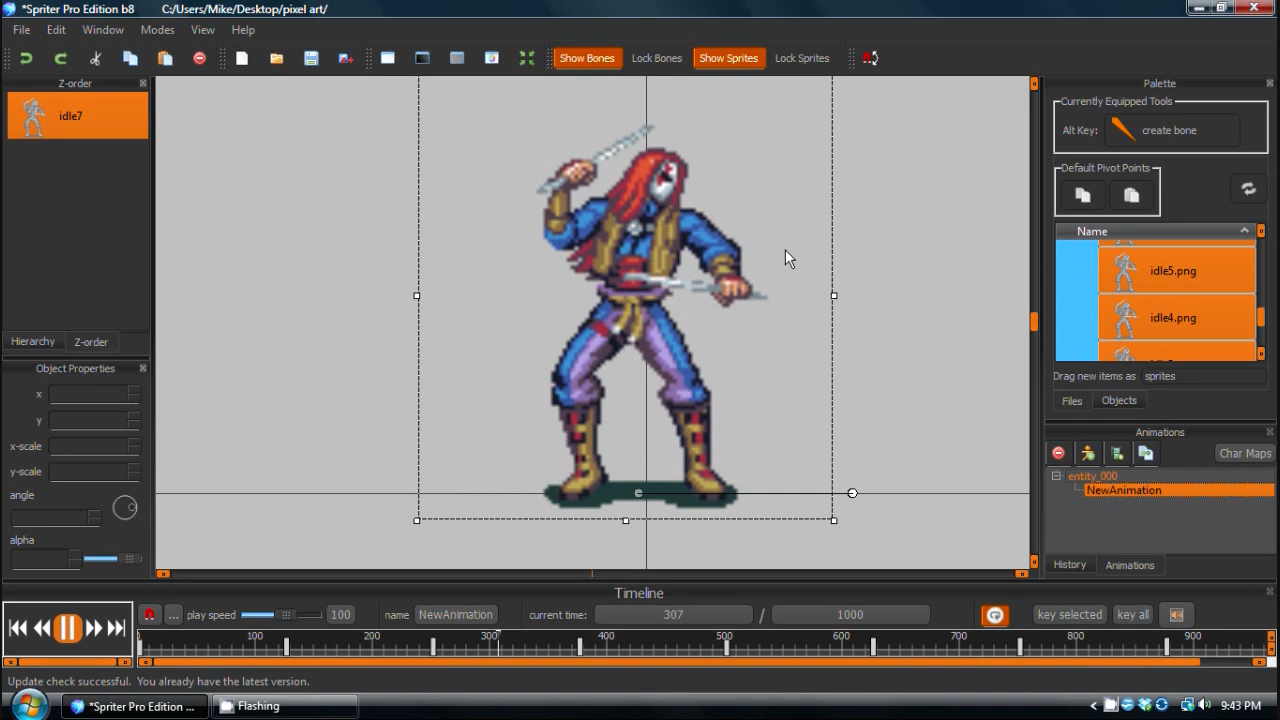 *Spriter Pro Edition b8 C:/Users/Mike/Desktop/pixel art/
File Edit Window Modes View Help
Show Bones Lock Bones Show Sprites Lock Sprites
Z-order
idle7
Hierarchy Z-order
Object Properties
x
y
x-scale
y-scale
angle
alpha
Palette
Currently Equipped Tools
Alt Key: create bone
Default Pivot Points
Name
idle5.png
idle4.png
Drag new items as sprites
Files Objects
Animations
Char Maps
entity_000
NewAnimation
History Animations
Timeline
... play speed 100 name NewAnimation current time: 307 / 1000 key selected key all
100 200 300 400 500 600 700 800 900
Update check successful. You already have the latest version.
*Spriter Pro Edition ... Flashing 9:43 PM